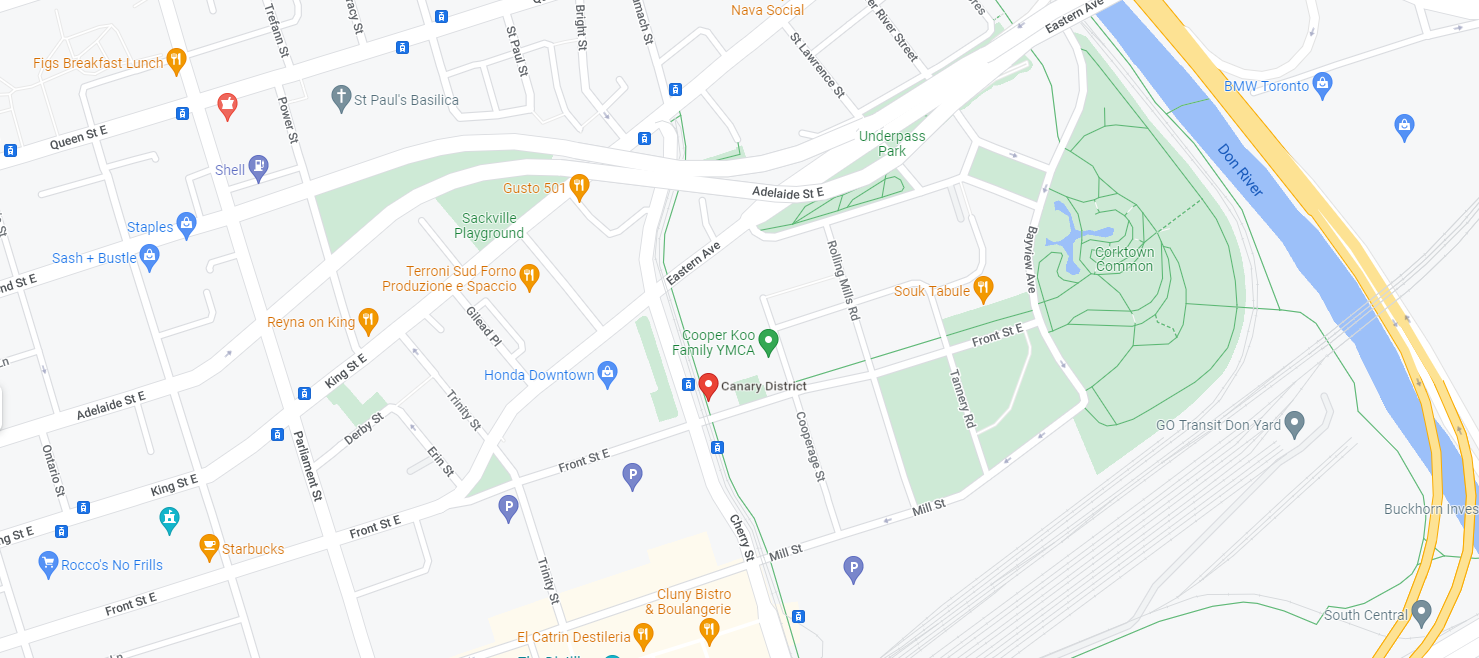 Nava Social
Eastern Ave
Trefann St
St Paul St
Bright St
St Lawrence St
River Street
Figs Breakfast Lunch
BMW Toronto
St Paul's Basilica
Power St
Queen St E
Underpass
Park
Don River
Shell
Gusto 501
Adelaide St E
Staples
Sackville
Playground
Sash + Bustle
Eastern Ave
Bayview Ave
Corktown
Common
Rolling Mills Rd
Terroni Sud Forno
Produzione e Spaccio
Souk Tabule
nd St E
Reyna on King
Gilead Pl
Cooper Koo
Family YMCA
Front St E
King St E
Honda Downtown
Canary District
Adelaide St E
Trinity St
Tannery Rd
Derby St
Cooperage St
GO Transit Don Yard
Erin St
Front St E
Ontario St
Parliament St
King St E
P
P
Mill St
Buckhorn Inves
Front St E
Cherry St
ng St E
Starbucks
Mill St
P
Rocco's No Frills
Trinity St
Front St E
Cluny Bistro
& Boulangerie
South Central
El Catrin Destileria